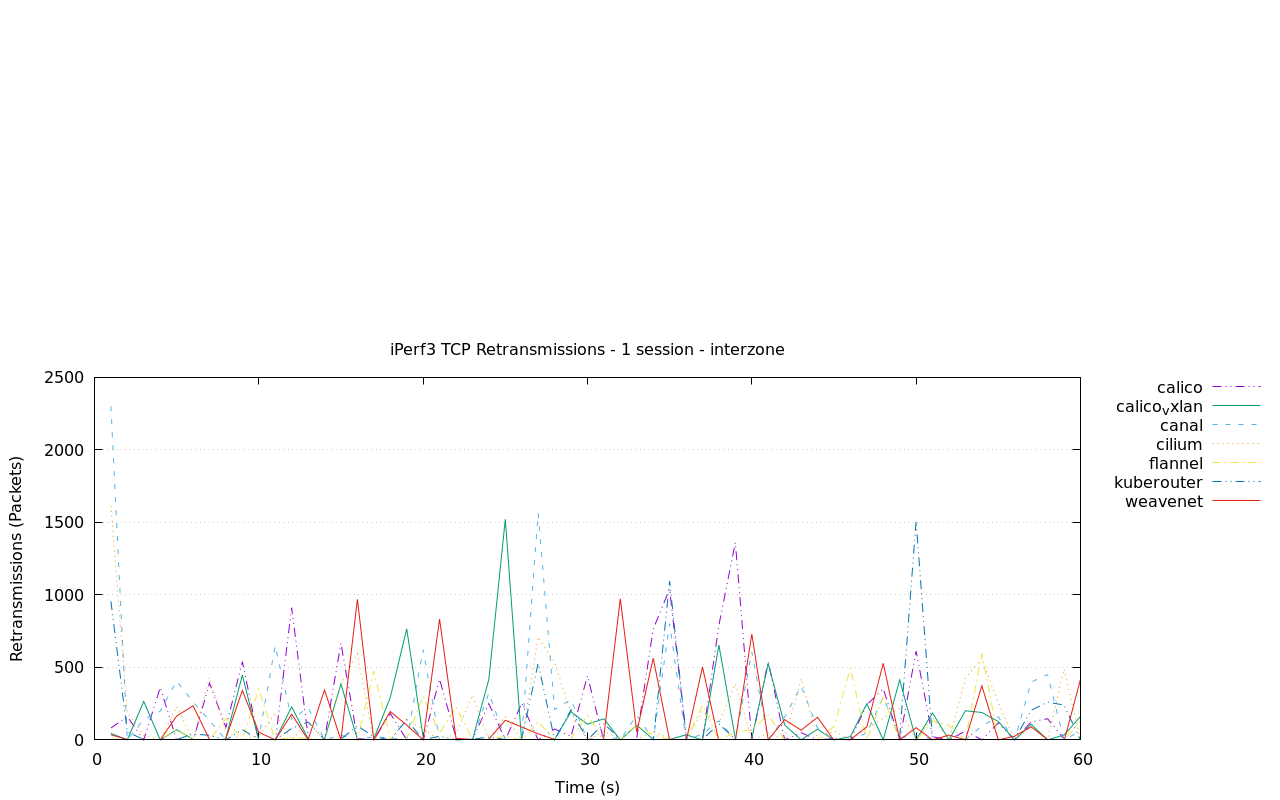 iPerf3 TCP Retransmissions - 1 session - interzone
2500
2000
1500
1000
500
0
Retransmissions (Packets)
0 10 20 30 40 50 60
Time (s)
calico
calicovxlan
canal
cilium
flannel
kuberouter
weavenet